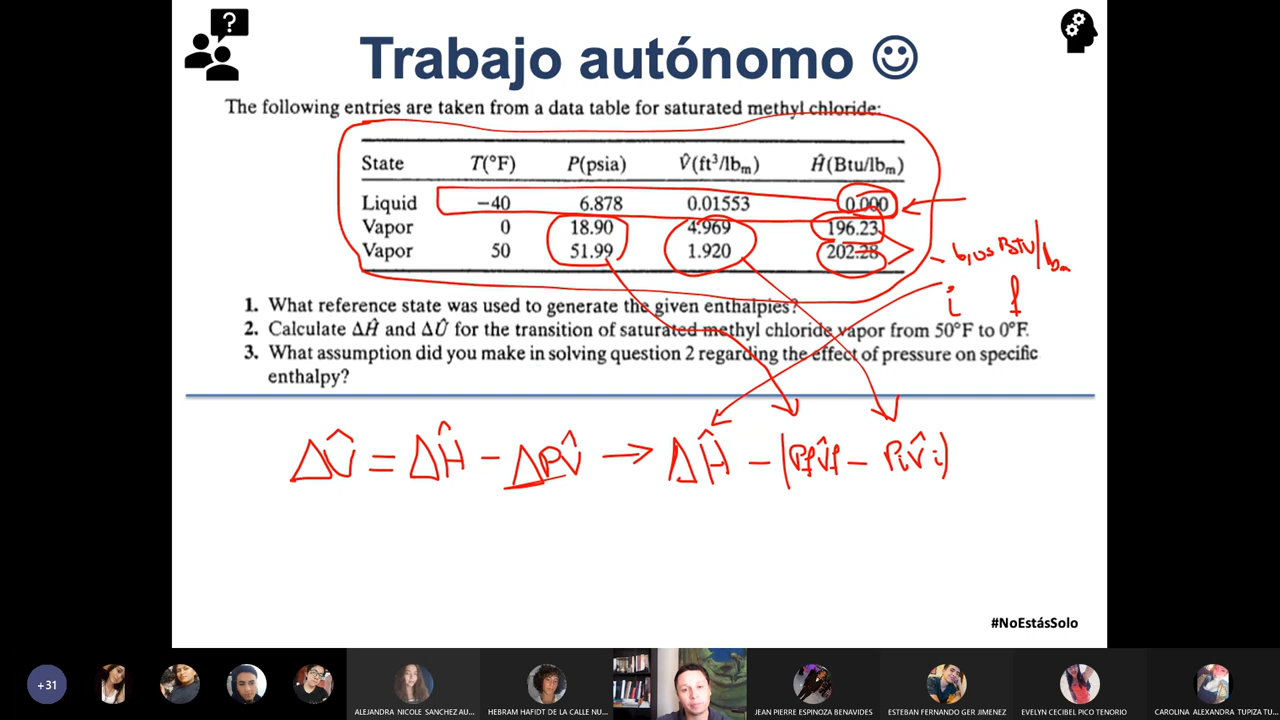 ?
Trabajo autónomo
The following entries are taken from a data table for saturated methyl chloride:
State T(°F) P(psia) V̂(ft³/lbₘ) Ĥ(Btu/lbₘ)
Liquid −40 6.878 0.01553 0.000
Vapor 0 18.90 4.969 196.23
Vapor 50 51.99 1.920 202.28
− 6,05 BTU/lbm
i f
1. What reference state was used to generate the given enthalpies?
2. Calculate ΔĤ and ΔÛ for the transition of saturated methyl chloride vapor from 50°F to 0°F.
3. What assumption did you make in solving question 2 regarding the effect of pressure on specific
enthalpy?
ΔÛ = ΔĤ − ΔPV̂ → ΔĤ − (PfV̂f − PiV̂i)
#NoEstásSolo
+31
ALEJANDRA NICOLE SANCHEZ AU...
HEBRAM HAFIDT DE LA CALLE NU...
JEAN PIERRE ESPINOZA BENAVIDES
ESTEBAN FERNANDO GER JIMENEZ
EVELYN CECIBEL PICO TENORIO
CAROLINA ALEXANDRA TUPIZA TU...